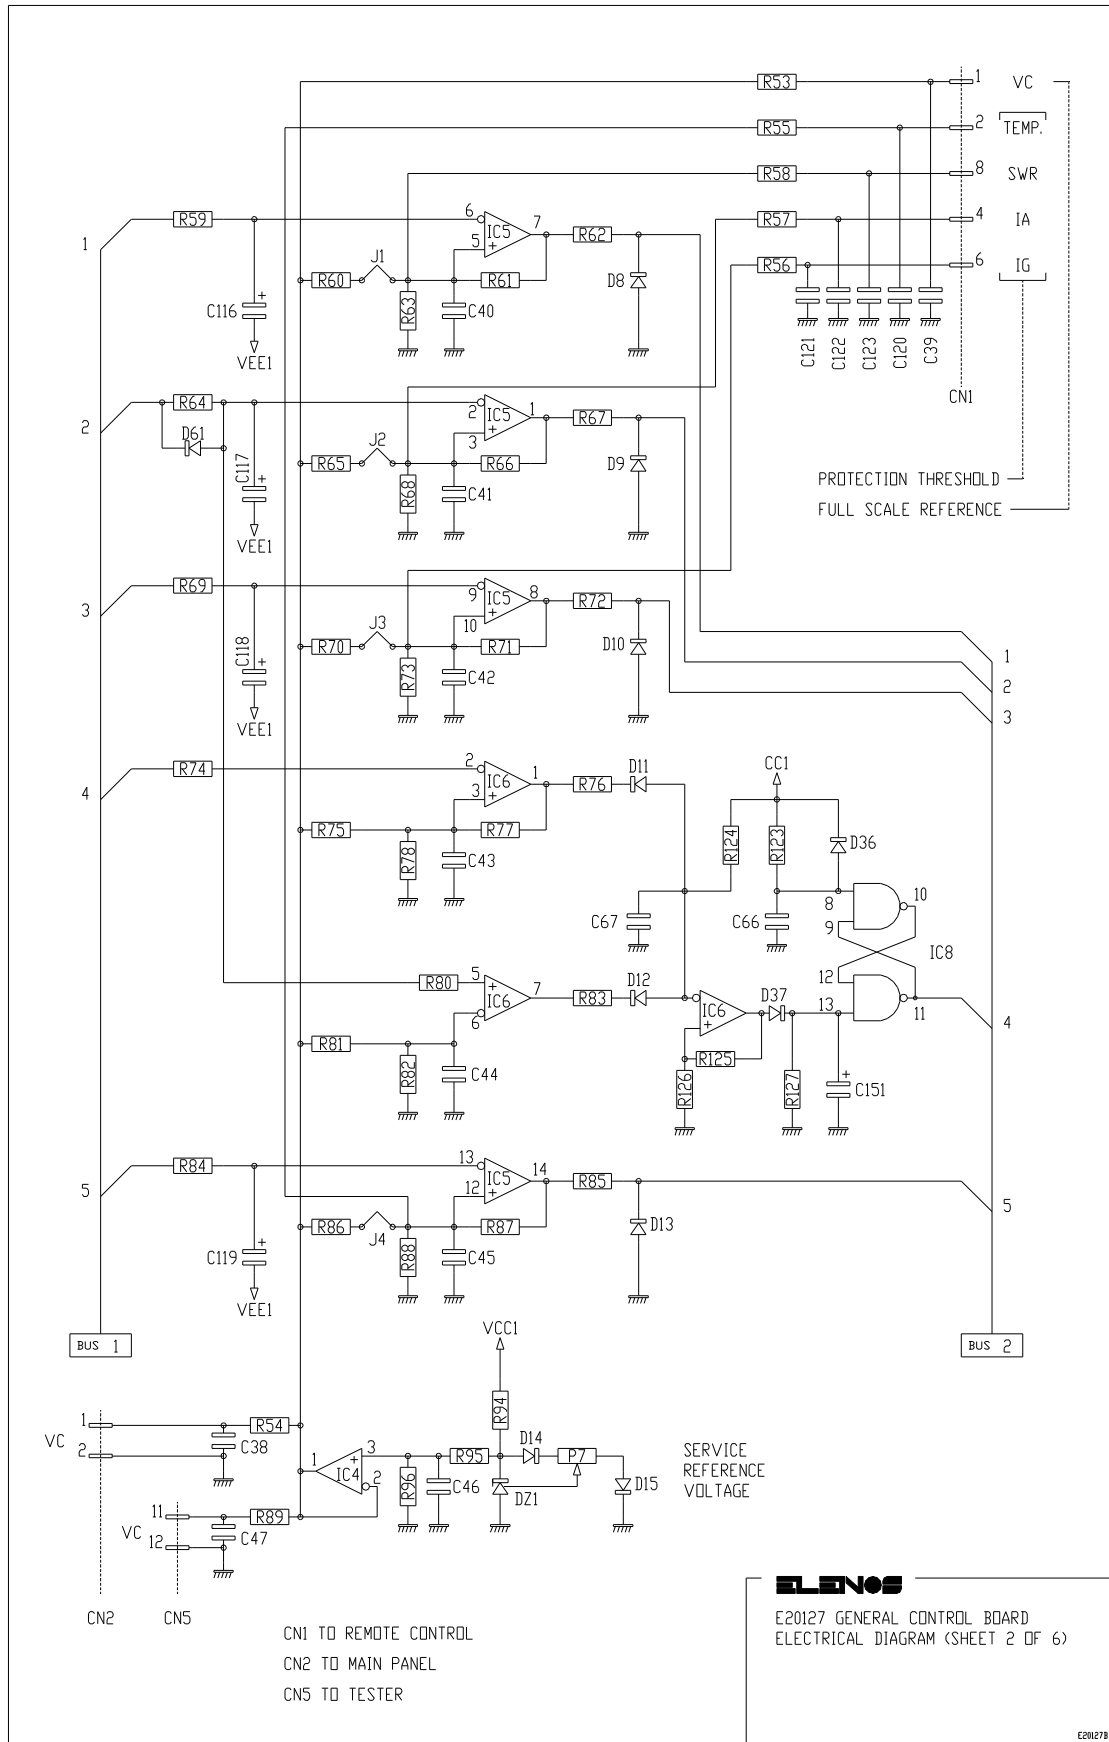 R53
1
VC
R55
2
TEMP.
R58
8
SWR
R59
6
7
IC5
R62
R57
4
IA
1
5
+
J1
R60
R61
R56
6
IG
C116
+
R63
C40
D8
VEE1
C121
C122
C123
C120
C39
CN1
R64
2
1
IC5
R67
2
D61
3
+
J2
R65
R66
C117
+
R68
C41
D9
PROTECTION THRESHOLD
FULL SCALE REFERENCE
VEE1
R69
9
8
IC5
R72
3
10
+
J3
R70
R71
C118
+
R73
C42
D10
1
2
3
VEE1
R74
2
1
IC6
R76
D11
CC1
4
3
+
R75
R77
R78
C43
R124
R123
D36
C67
C66
8
9
10
IC8
R80
5
+
7
IC6
6
R83
D12
12
13
11
IC6
+
D37
4
R81
R82
C44
R125
R126
R127
+
C151
R84
13
14
IC5
R85
5
12
+
5
R86
J4
R87
R88
C45
D13
C119
+
VEE1
BUS 1
BUS 2
VCC1
R94
1
VC
2
R54
C38
1
3
+
IC4
2
R95
D14
P7
R96
C46
DZ1
D15
SERVICE
REFERENCE
VOLTAGE
11
VC
12
R89
C47
CN2
CN5
CN1 TO REMOTE CONTROL
CN2 TO MAIN PANEL
CN5 TO TESTER
ELENOS
E20127 GENERAL CONTROL BOARD
ELECTRICAL DIAGRAM (SHEET 2 OF 6)
E20127B